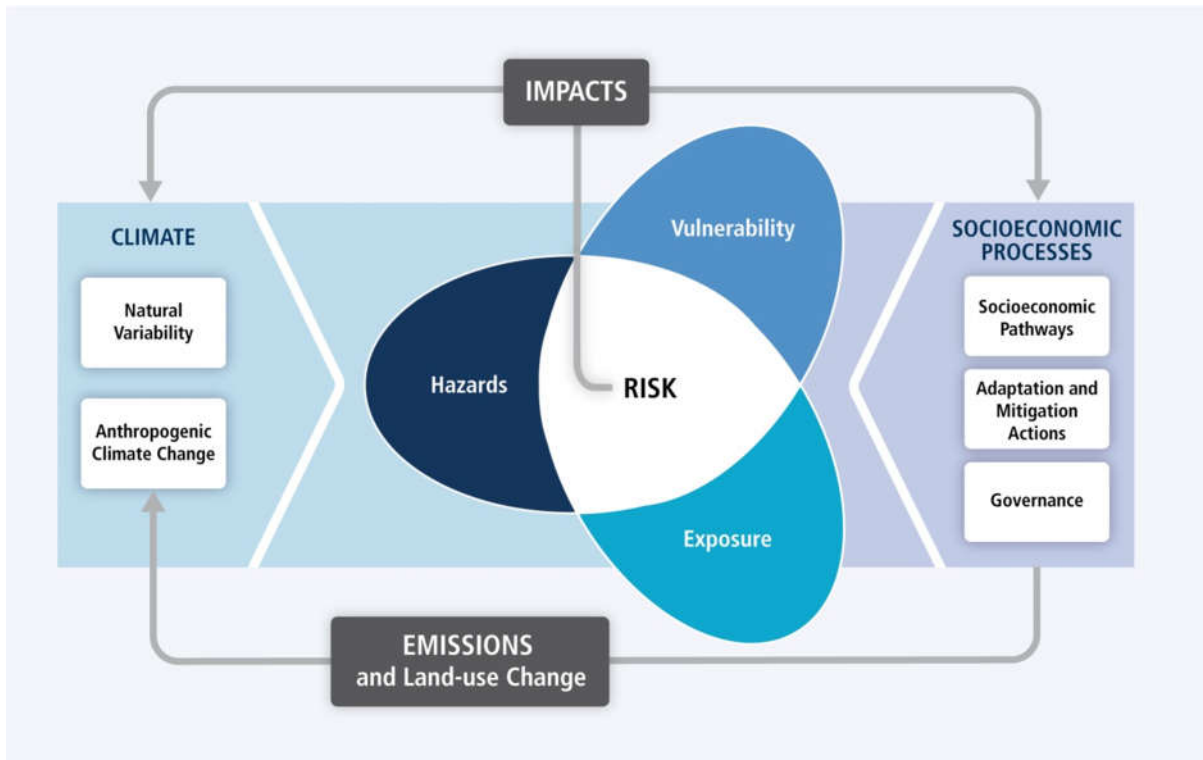 IMPACTS
CLIMATE
Natural
Variability
Anthropogenic
Climate Change
Hazards
Vulnerability
RISK
Exposure
SOCIOECONOMIC
PROCESSES
Socioeconomic
Pathways
Adaptation and
Mitigation
Actions
Governance
EMISSIONS
and Land-use Change